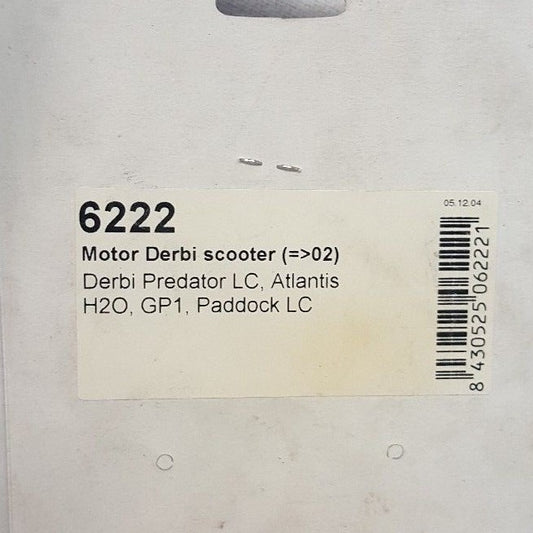 05.12.04
6222
Motor Derbi scooter (=>02)
Derbi Predator LC, Atlantis
H2O, GP1, Paddock LC
8 430525 062221